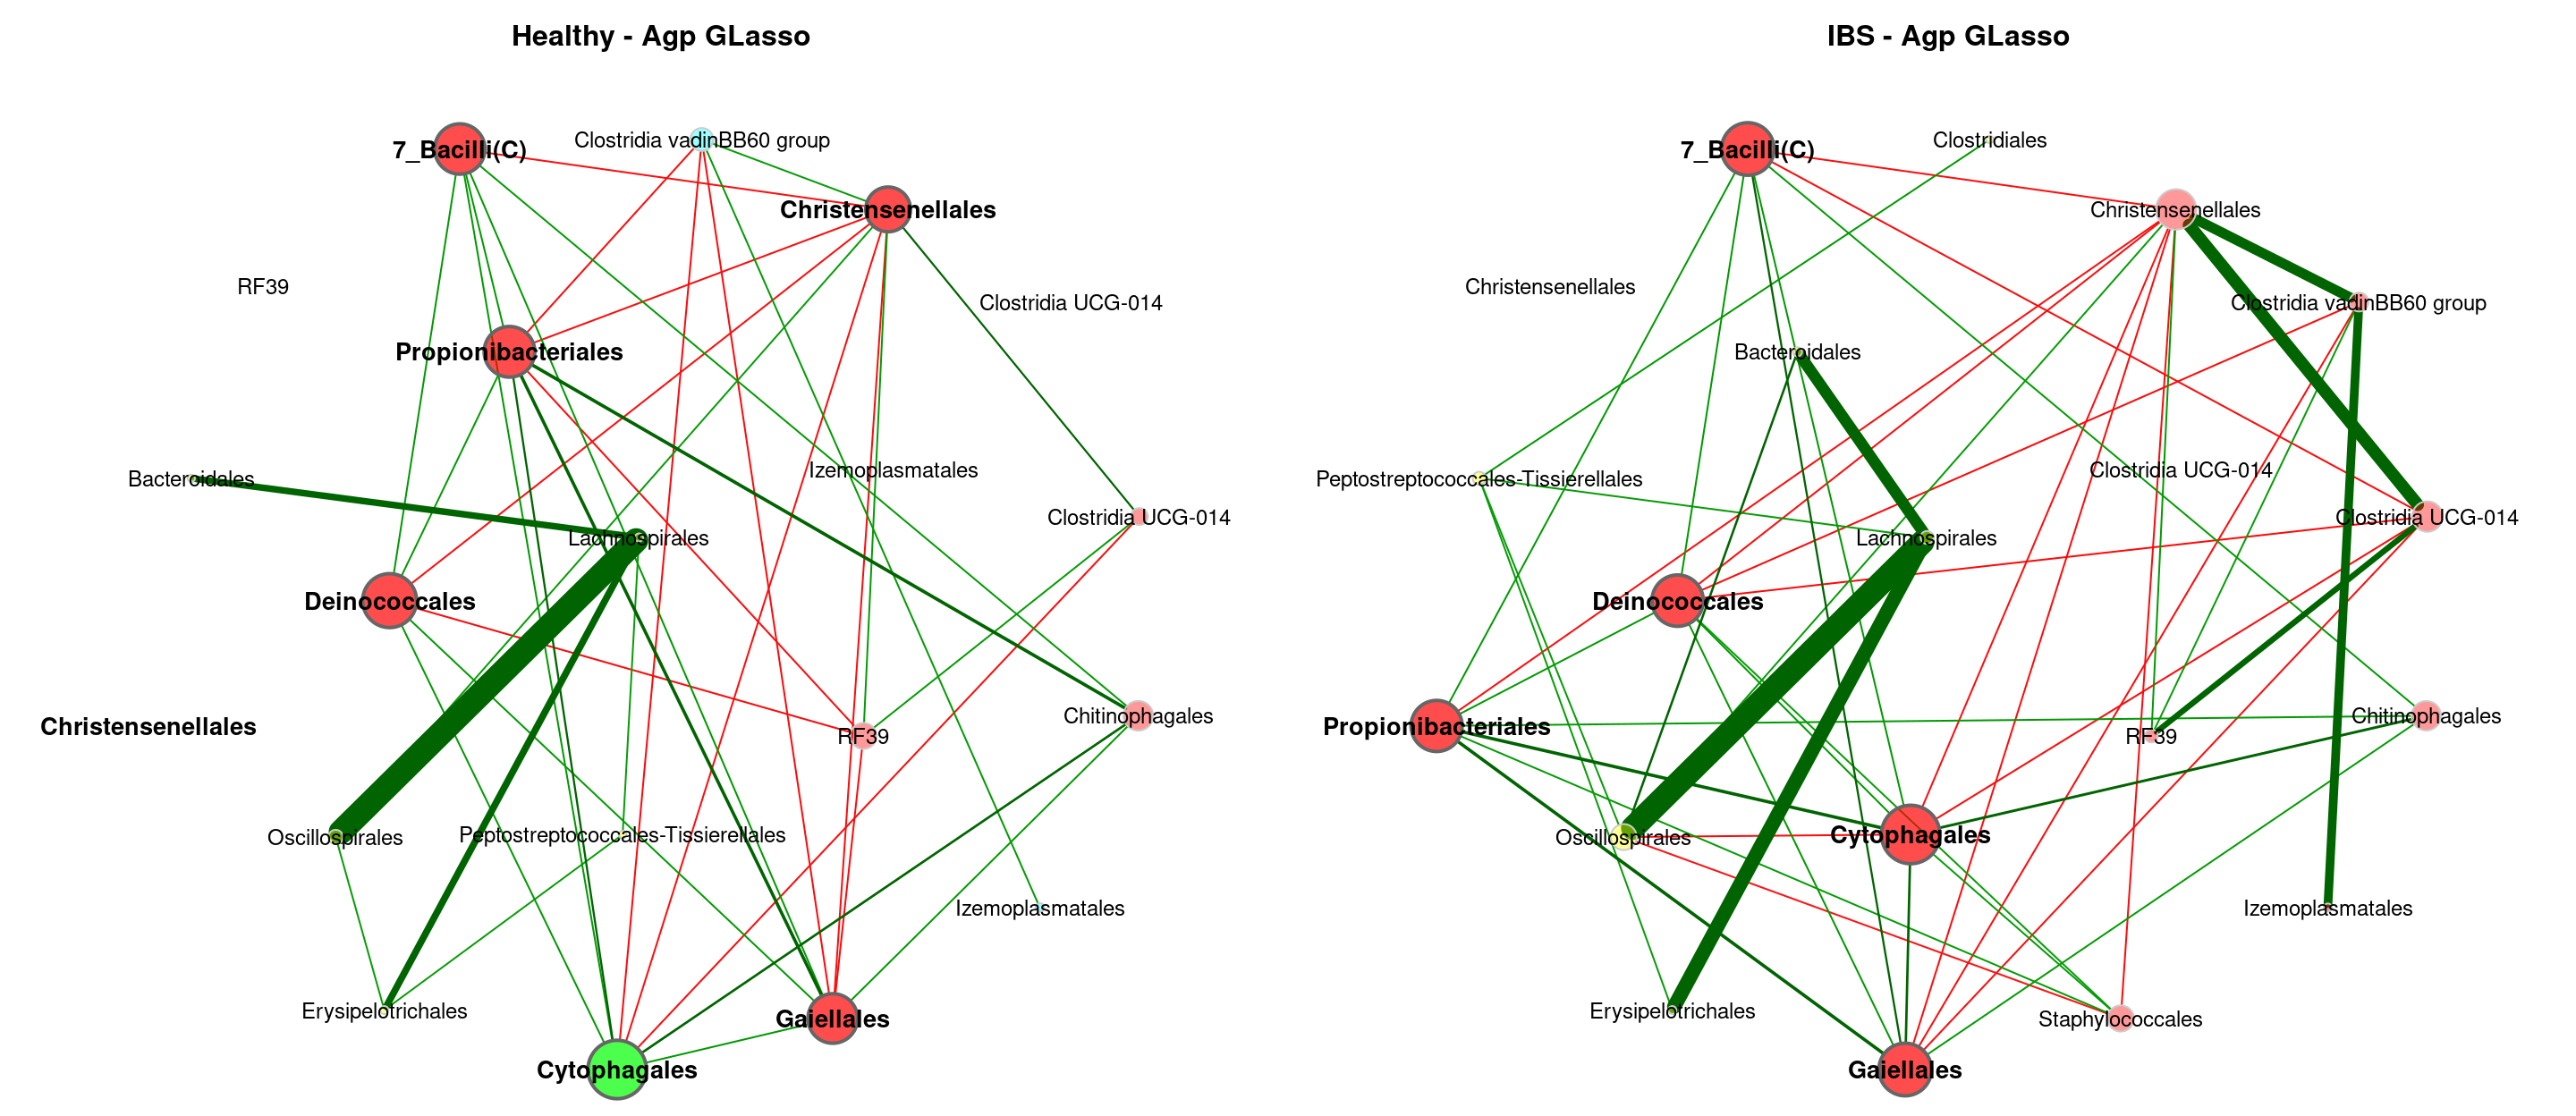 Healthy - Agp GLasso
7_Bacilli(C)
Clostridia vadinBB60 group
Christensenellales
RF39
Clostridia UCG-014
Propionibacteriales
Izemoplasmatales
Bacteroidales
Clostridia UCG-014
Lachnospirales
Deinococcales
Chitinophagales
Christensenellales
RF39
Oscillospirales
Peptostreptococcales-Tissierellales
Izemoplasmatales
Erysipelotrichales
Gaiellales
Cytophagales
IBS - Agp GLasso
Clostridiales
7_Bacilli(C)
Christensenellales
Christensenellales
Clostridia vadinBB60 group
Bacteroidales
Clostridia UCG-014
Peptostreptococcales-Tissierellales
Clostridia UCG-014
Lachnospirales
Deinococcales
Chitinophagales
Propionibacteriales
RF39
Cytophagales
Oscillospirales
Izemoplasmatales
Erysipelotrichales
Staphylococcales
Gaiellales